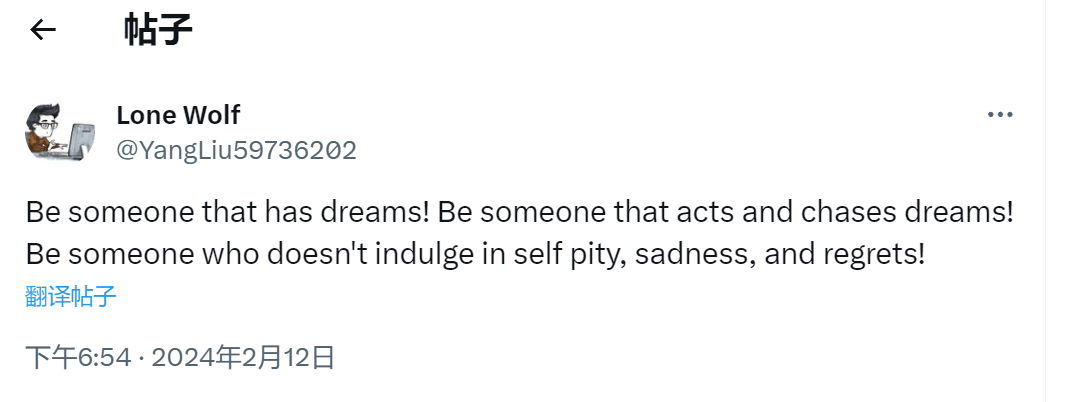 帖子
Lone Wolf
@YangLiu59736202
Be someone that has dreams! Be someone that acts and chases dreams!
Be someone who doesn't indulge in self pity, sadness, and regrets!
翻译帖子
下午6:54 · 2024年2月12日